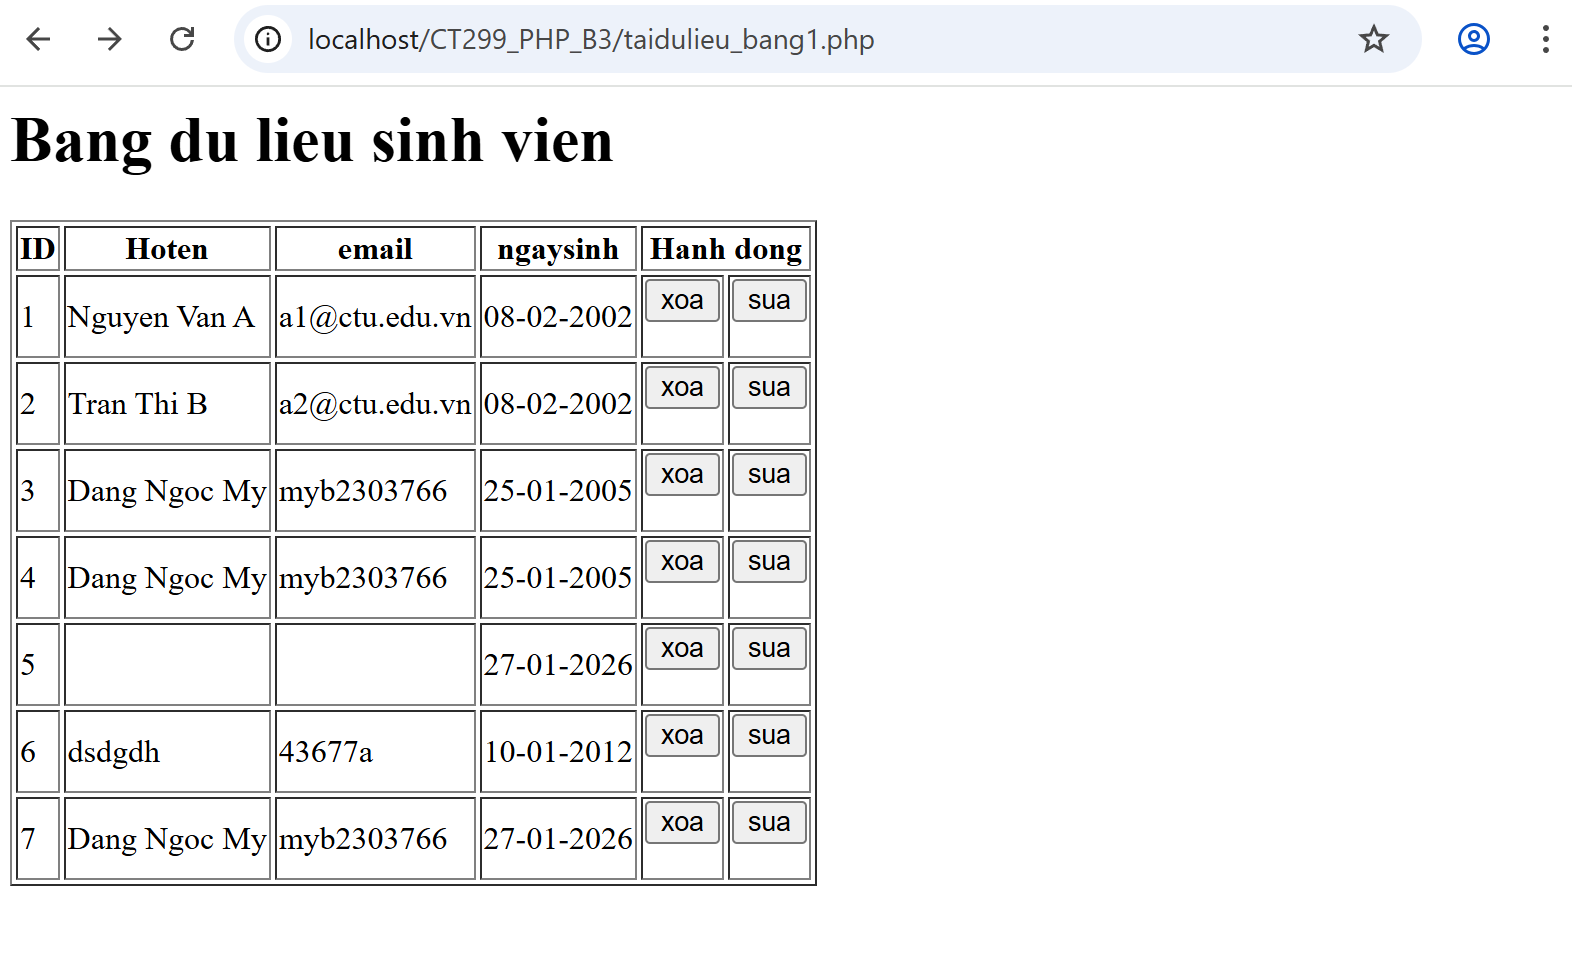 localhost/CT299_PHP_B3/taidulieu_bang1.php
Bang du lieu sinh vien
ID Hoten email ngaysinh Hanh dong
1 Nguyen Van A a1@ctu.edu.vn 08-02-2002 xoa sua
2 Tran Thi B a2@ctu.edu.vn 08-02-2002 xoa sua
3 Dang Ngoc My myb2303766 25-01-2005 xoa sua
4 Dang Ngoc My myb2303766 25-01-2005 xoa sua
5 27-01-2026 xoa sua
6 dsdgdh 43677a 10-01-2012 xoa sua
7 Dang Ngoc My myb2303766 27-01-2026 xoa sua